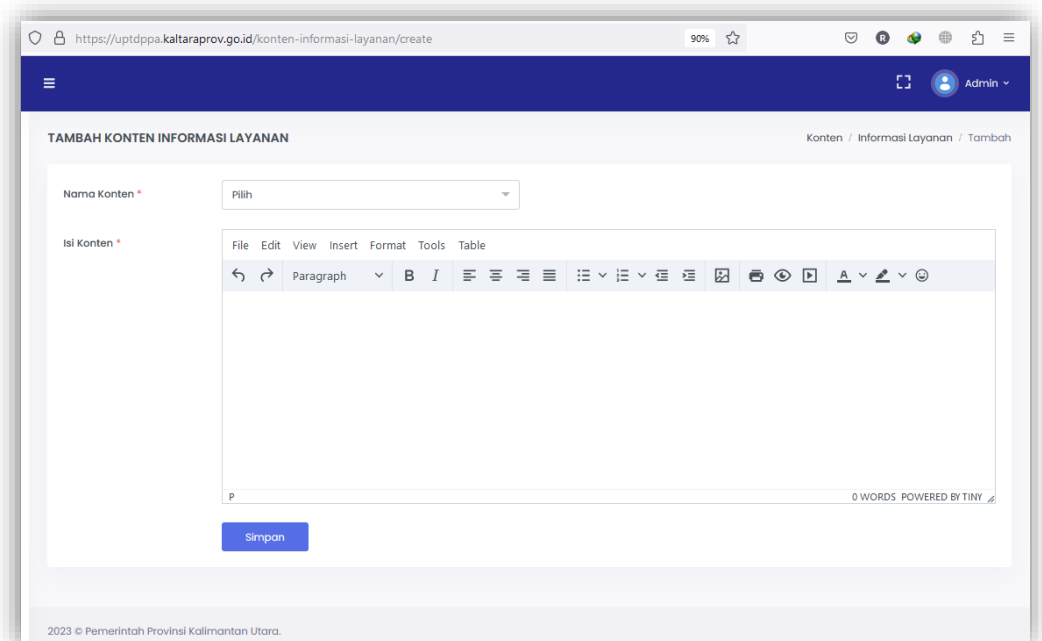 https://uptdppa.kaltaraprov.go.id/konten-informasi-layanan/create 90%
Admin
TAMBAH KONTEN INFORMASI LAYANAN Konten / Informasi Layanan / Tambah
Nama Konten * Pilih
Isi Konten * File Edit View Insert Format Tools Table
Paragraph B I A
P 0 WORDS POWERED BY TINY
Simpan
2023 © Pemerintah Provinsi Kalimantan Utara.